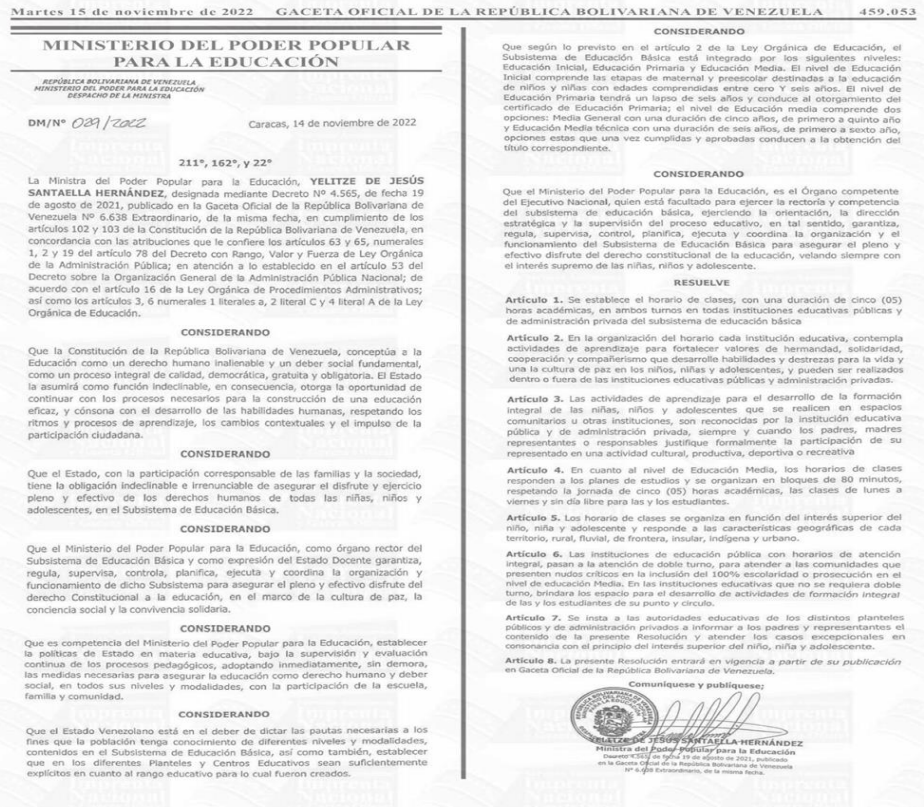 Martes 15 de noviembre de 2022 GACETA OFICIAL DE LA REPÚBLICA BOLIVARIANA DE VENEZUELA 459,053
MINISTERIO DEL PODER POPULAR
PARA LA EDUCACIÓN
REPÚBLICA BOLIVARIANA DE VENEZUELA
MINISTERIO DEL PODER PARA LA EDUCACIÓN
DESPACHO DE LA MINISTRA
DM/Nº 029/2022 Caracas, 14 de noviembre de 2022
211°, 162°, y 22°
La Ministra del Poder Popular para la Educación, YELITZE DE JESÚS
SANTAELLA HERNÁNDEZ, designada mediante Decreto Nº 4.565, de fecha 19
de agosto de 2021, publicado en la Gaceta Oficial de la República Bolivariana de
Venezuela Nº 6.638 Extraordinario, de la misma fecha, en cumplimiento de los
artículos 102 y 103 de la Constitución de la República Bolivariana de Venezuela, en
concordancia con las atribuciones que le confiere los artículos 63 y 65, numerales
1, 2 y 19 del artículo 78 del Decreto con Rango, Valor y Fuerza de Ley Orgánica
de la Administración Pública; en atención a lo establecido en el artículo 53 del
Decreto sobre la Organización General de la Administración Pública Nacional; de
acuerdo con el artículo 16 de la Ley Orgánica de Procedimientos Administrativos;
así como los artículos 3, 6 numerales 1 literales a, 2 literal C y 4 literal A de la Ley
Orgánica de Educación.
CONSIDERANDO
Que la Constitución de la República Bolivariana de Venezuela, conceptúa a la
Educación como un derecho humano inalienable y un deber social fundamental,
como un proceso integral de calidad, democrática, gratuita y obligatoria. El Estado
la asumirá como función indeclinable, en consecuencia, otorga la oportunidad de
continuar con los procesos necesarios para la construcción de una educación
eficaz, y cónsona con el desarrollo de las habilidades humanas, respetando los
ritmos y procesos de aprendizaje, los cambios contextuales y el impulso de la
participación ciudadana.
CONSIDERANDO
Que el Estado, con la participación corresponsable de las familias y la sociedad,
tiene la obligación indeclinable e irrenunciable de asegurar el disfrute y ejercicio
pleno y efectivo de los derechos humanos de todas las niñas, niños y
adolescentes, en el Subsistema de Educación Básica.
CONSIDERANDO
Que el Ministerio del Poder Popular para la Educación, como órgano rector del
Subsistema de Educación Básica y como expresión del Estado Docente garantiza,
regula, supervisa, controla, planifica, ejecuta y coordina la organización y
funcionamiento de dicho Subsistema para asegurar el pleno y efectivo disfrute del
derecho Constitucional a la educación, en el marco de la cultura de paz, la
conciencia social y la convivencia solidaria.
CONSIDERANDO
Que es competencia del Ministerio del Poder Popular para la Educación, establecer
la políticas de Estado en materia educativa, bajo la supervisión y evaluación
continua de los procesos pedagógicos, adoptando inmediatamente, sin demora,
las medidas necesarias para asegurar la educación como derecho humano y deber
social, en todos sus niveles y modalidades, con la participación de la escuela,
familia y comunidad.
CONSIDERANDO
Que el Estado Venezolano está en el deber de dictar las pautas necesarias a los
fines que la población tenga conocimiento de diferentes niveles y modalidades,
contenidos en el Subsistema de Educación Básica, así como también, establecer
que en los diferentes Planteles y Centros Educativos sean suficientemente
explícitos en cuanto al rango educativo para lo cual fueron creados.
CONSIDERANDO
Que según lo previsto en el artículo 2 de la Ley Orgánica de Educación, el
Subsistema de Educación Básica está integrado por los siguientes niveles:
Educación Inicial, Educación Primaria y Educación Media. El nivel de Educación
Inicial comprende las etapas de maternal y preescolar destinadas a la educación
de niños y niñas con edades comprendidas entre cero Y seis años. El nivel de
Educación Primaria tendrá un lapso de seis años y conduce al otorgamiento del
certificado de Educación Primaria; el nivel de Educación media comprende dos
opciones: Media General con una duración de cinco años, de primero a quinto año
y Educación Media técnica con una duración de seis años, de primero a sexto año,
opciones estas que una vez cumplidas y aprobadas conducen a la obtención del
título correspondiente.
CONSIDERANDO
Que el Ministerio del Poder Popular para la Educación, es el Órgano competente
del Ejecutivo Nacional, quien está facultado para ejercer la rectoría y competencia
del subsistema de educación básica, ejerciendo la orientación, la dirección
estratégica y la supervisión del proceso educativo, en tal sentido, garantiza,
regula, supervisa, control, planifica, ejecuta y coordina la organización y el
funcionamiento del Subsistema de Educación Básica para asegurar el pleno y
efectivo disfrute del derecho constitucional de la educación, velando siempre con
el interés supremo de las niñas, niños y adolescente.
RESUELVE
Artículo 1. Se establece el horario de clases, con una duración de cinco (05)
horas académicas, en ambos turnos en todas instituciones educativas públicas y
de administración privada del subsistema de educación básica
Artículo 2. En la organización del horario cada institución educativa, contempla
actividades de aprendizaje para fortalecer valores de hermandad, solidaridad,
cooperación y compañerismo que desarrolle habilidades y destrezas para la vida y
una la cultura de paz en los niños, niñas y adolescentes, y pueden ser realizados
dentro o fuera de las instituciones educativas públicas y administración privadas.
Artículo 3. Las actividades de aprendizaje para el desarrollo de la formación
integral de las niñas, niños y adolescentes que se realicen en espacios
comunitarios u otras instituciones, son reconocidas por la institución educativa
pública y de administración privada, siempre y cuando los padres, madres
representantes o responsables justifique formalmente la participación de su
representado en una actividad cultural, productiva, deportiva o recreativa
Artículo 4. En cuanto al nivel de Educación Media, los horarios de clases
responden a los planes de estudios y se organizan en bloques de 80 minutos,
respetando la jornada de cinco (05) horas académicas, las clases de lunes a
viernes y sin día libre para las y los estudiantes.
Artículo 5. Los horario de clases se organiza en función del interés superior del
niño, niña y adolescente y responde a las características geográficas de cada
territorio, rural, fluvial, de frontera, insular, indígena y urbano.
Artículo 6. Las instituciones de educación pública con horarios de atención
integral, pasan a la atención de doble turno, para atender a las comunidades que
presenten nudos críticos en la inclusión del 100% escolaridad o prosecución en el
nivel de educación Media. En las instituciones educativas que no se requiera doble
turno, brindara los espacio para el desarrollo de actividades de formación integral
de las y los estudiantes de su punto y circulo.
Artículo 7. Se insta a las autoridades educativas de los distintos planteles
públicos y de administración privados a informar a los padres y representantes el
contenido de la presente Resolución y atender los casos excepcionales en
consonancia con el principio del interés superior del niño, niña y adolescente.
Artículo 8. La presente Resolución entrará en vigencia a partir de su publicación
en Gaceta Oficial de la República Bolivariana de Venezuela.
Comuníquese y publíquese;
YELITZE DE JESÚS SANTAELLA HERNÁNDEZ
Ministra del Poder Popular para la Educación
Decreto 4.565 de fecha 19 de agosto de 2021, publicado
en la Gaceta Oficial de la República Bolivariana de Venezuela
Nº 6.638 Extraordinario, de la misma fecha.